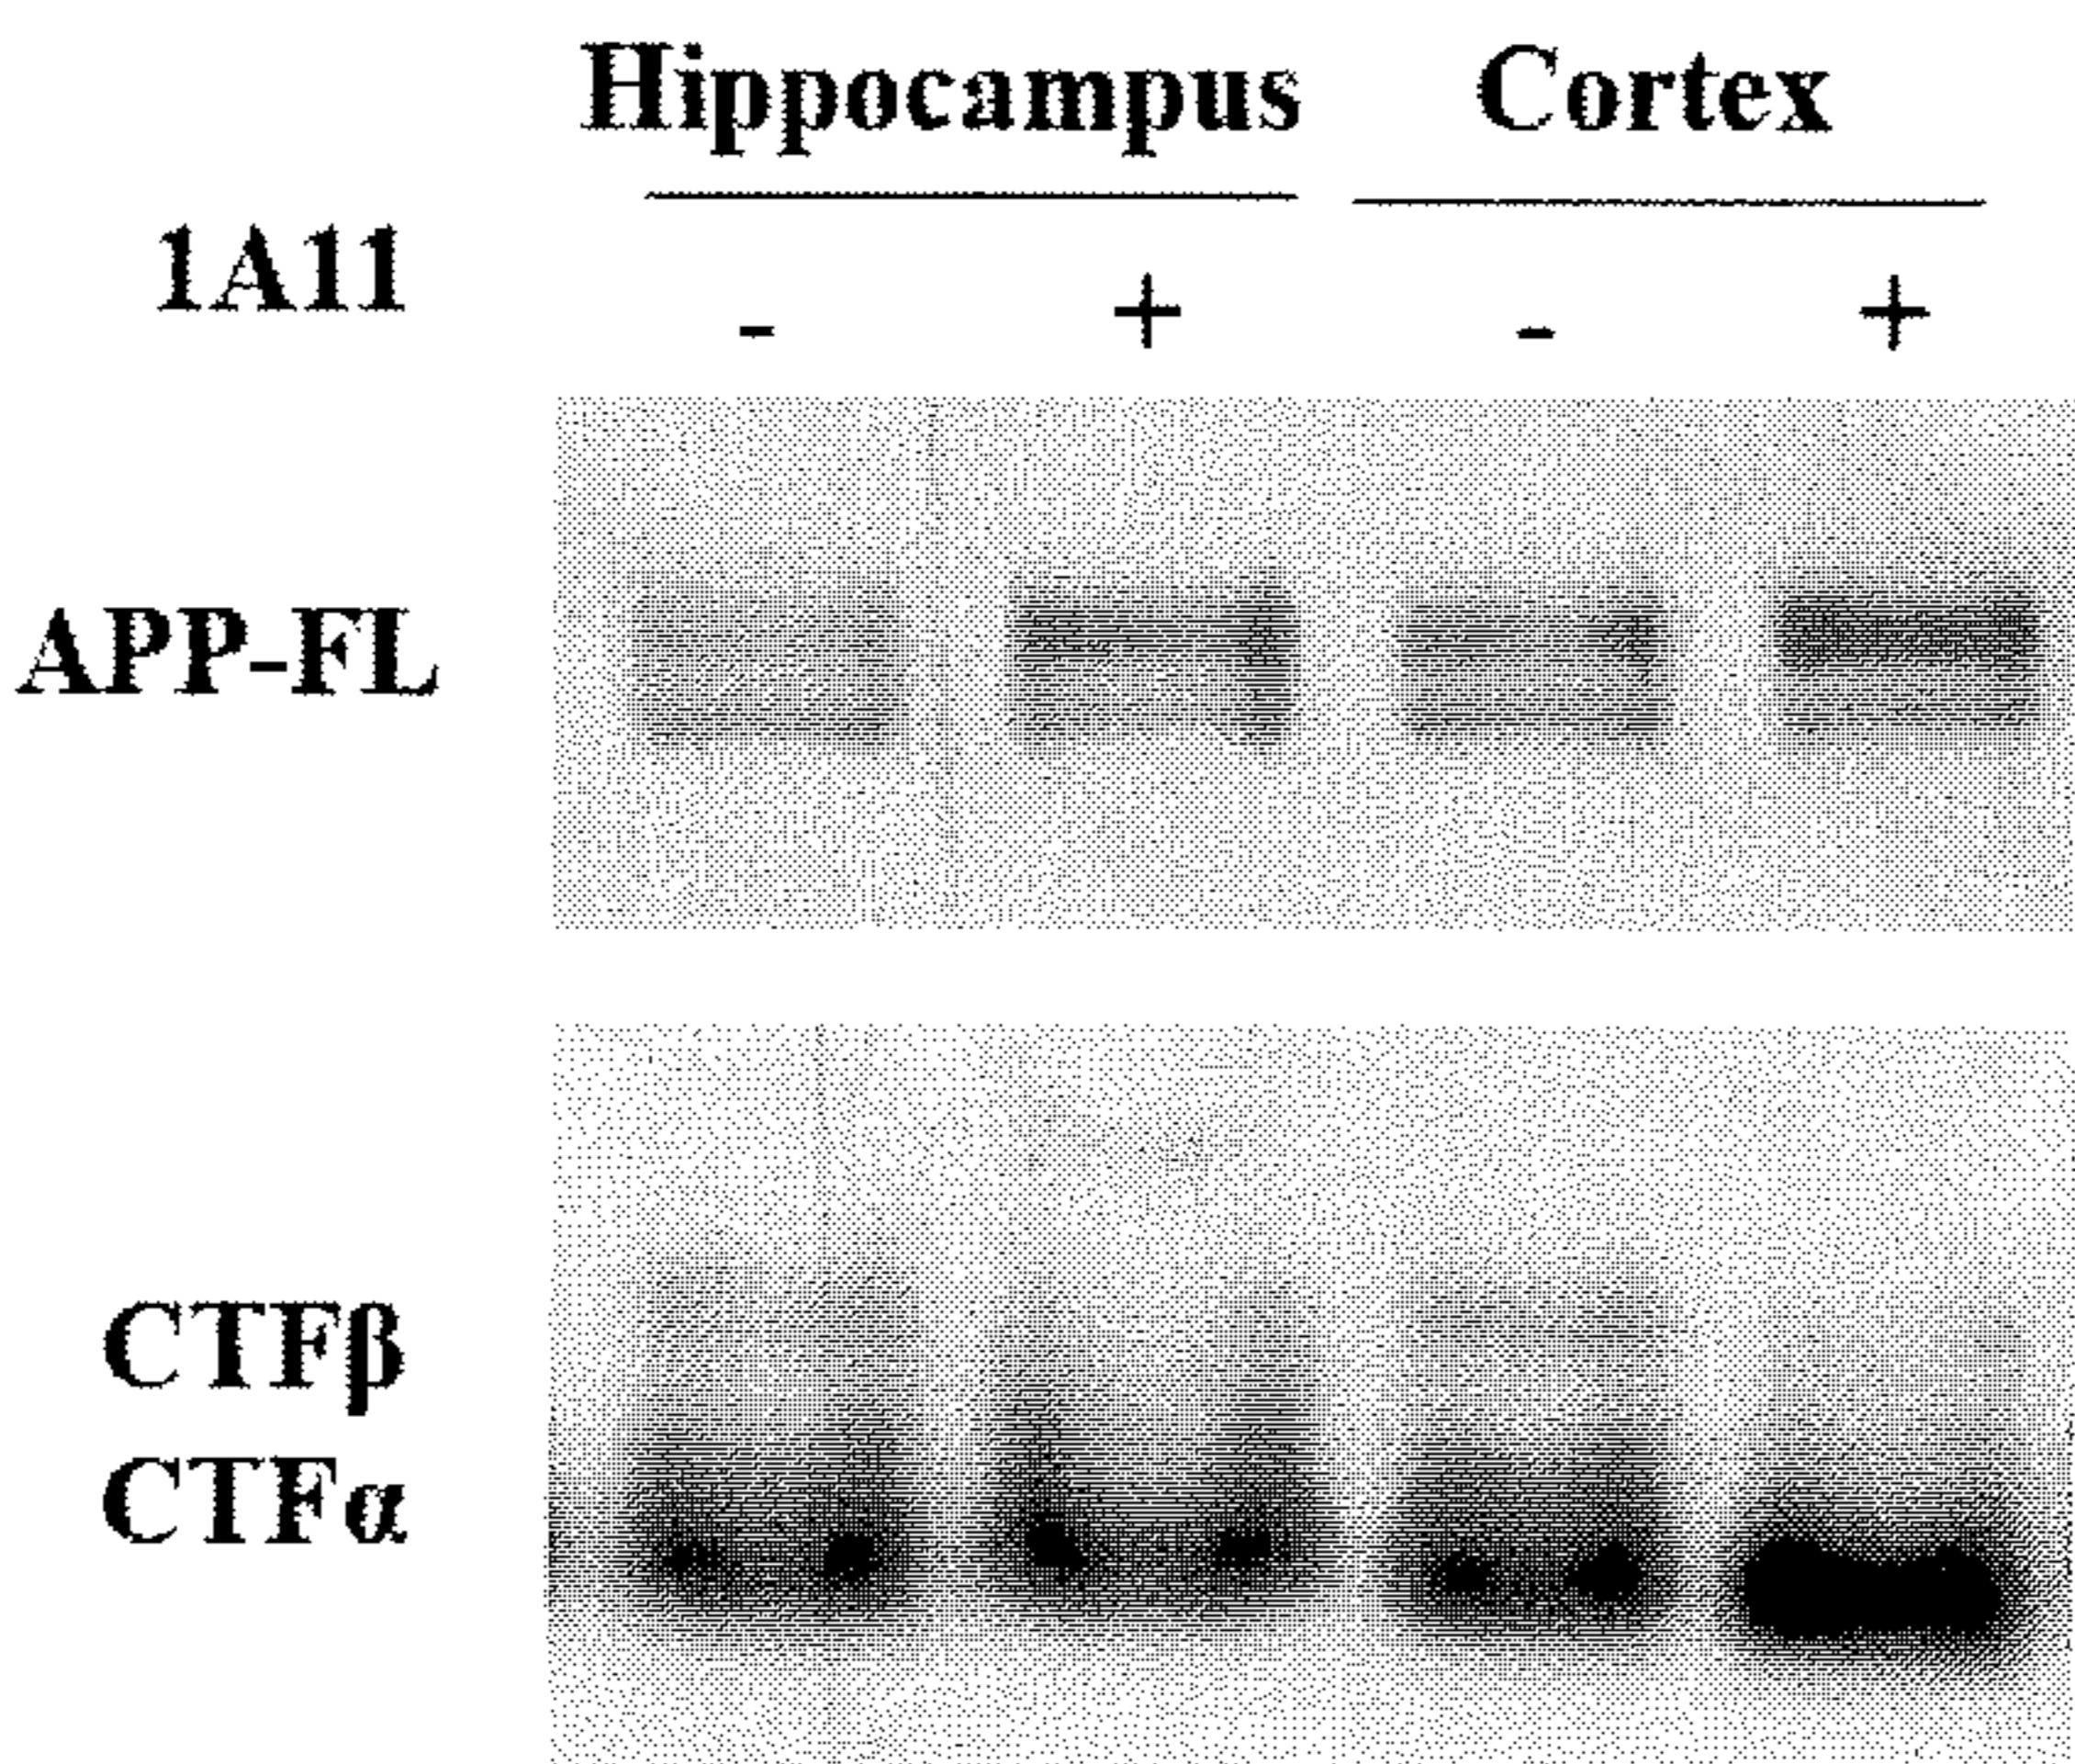 Hippocampus Cortex
1A11 - + - +
APP-FL
CTFβ
CTFα